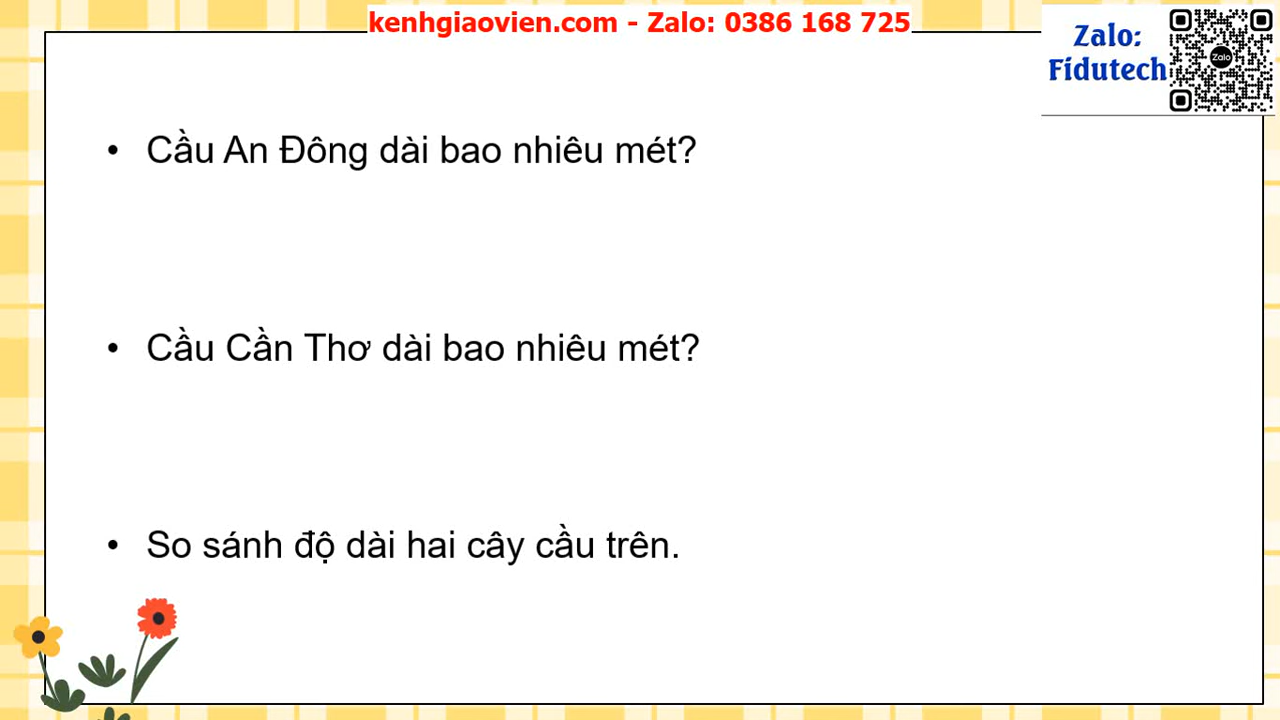 kenhgiaovien.com - Zalo: 0386 168 725
Zalo:
Fidutech
Zalo
• Cầu An Đông dài bao nhiêu mét?
• Cầu Cần Thơ dài bao nhiêu mét?
• So sánh độ dài hai cây cầu trên.